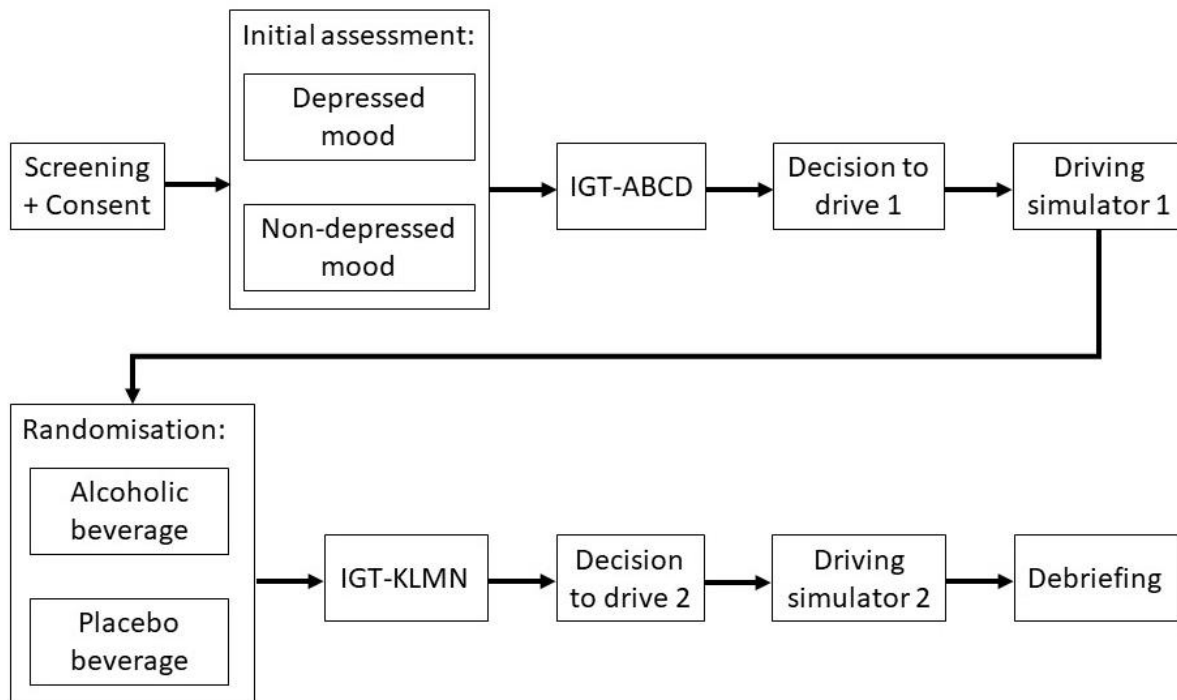 Initial assessment:
Depressed
mood
Non-depressed
mood
Screening
+ Consent
IGT-ABCD
Decision to
drive 1
Driving
simulator 1
Randomisation:
Alcoholic
beverage
Placebo
beverage
IGT-KLMN
Decision
to drive 2
Driving
simulator 2
Debriefing